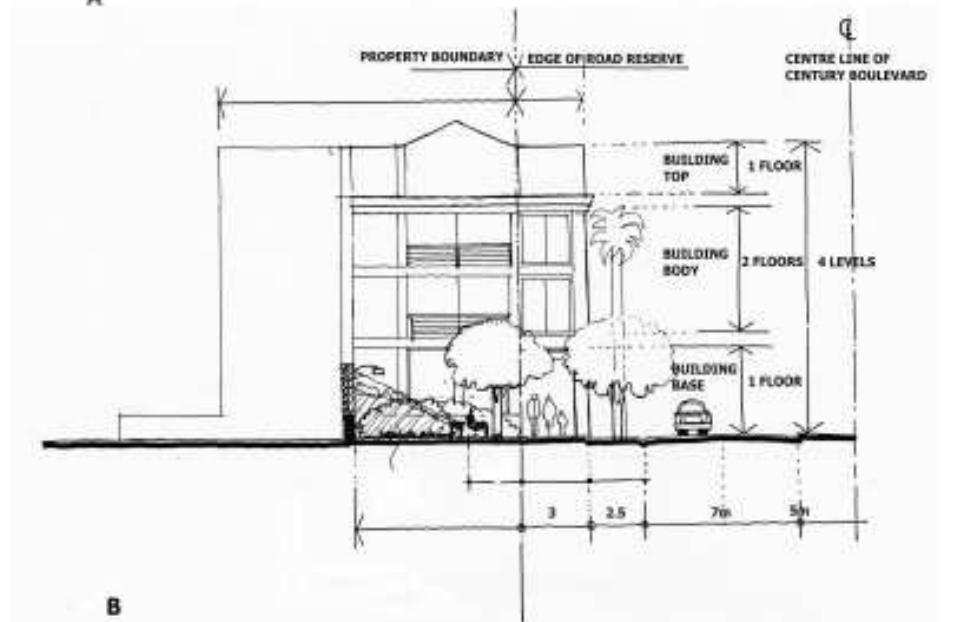 A
℄
PROPERTY BOUNDARY
EDGE OF ROAD RESERVE
CENTRE LINE OF
CENTURY BOULEVARD
BUILDING
TOP
1 FLOOR
BUILDING
BODY
2 FLOORS
4 LEVELS
BUILDING
BASE
1 FLOOR
3
2.5
7m
5m
B